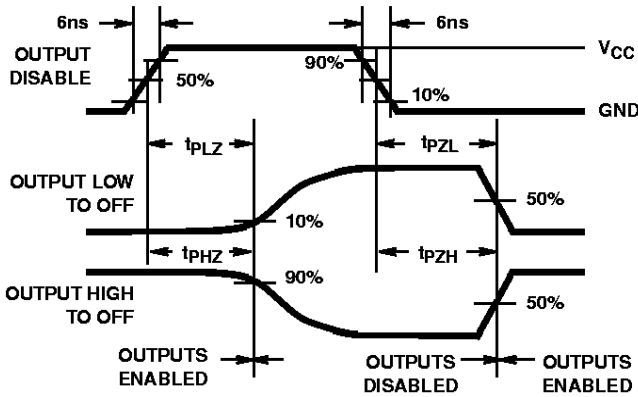 6ns
6ns
OUTPUT
DISABLE
50%
90%
10%
VCC
GND
tPLZ
tPZL
OUTPUT LOW
TO OFF
10%
50%
tPHZ
tPZH
OUTPUT HIGH
TO OFF
90%
50%
OUTPUTS
ENABLED
OUTPUTS
DISABLED
OUTPUTS
ENABLED